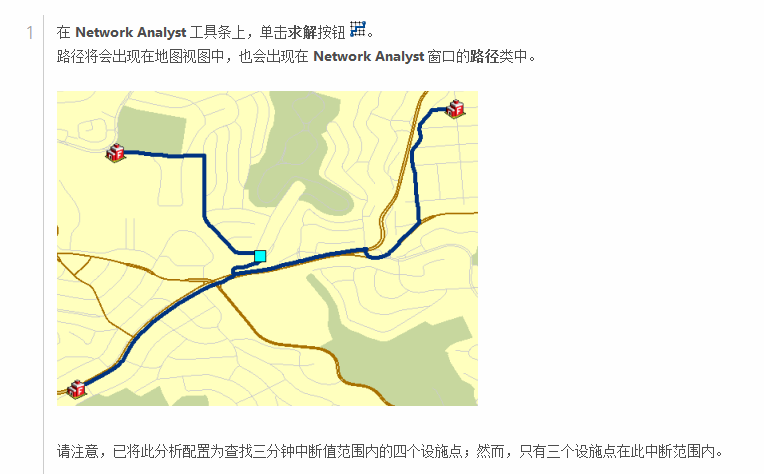 1
在 Network Analyst 工具条上，单击求解按钮 。
路径将会出现在地图视图中，也会出现在 Network Analyst 窗口的路径类中。
F
F
F
请注意，已将此分析配置为查找三分钟中断值范围内的四个设施点；然而，只有三个设施点在此中断范围内。